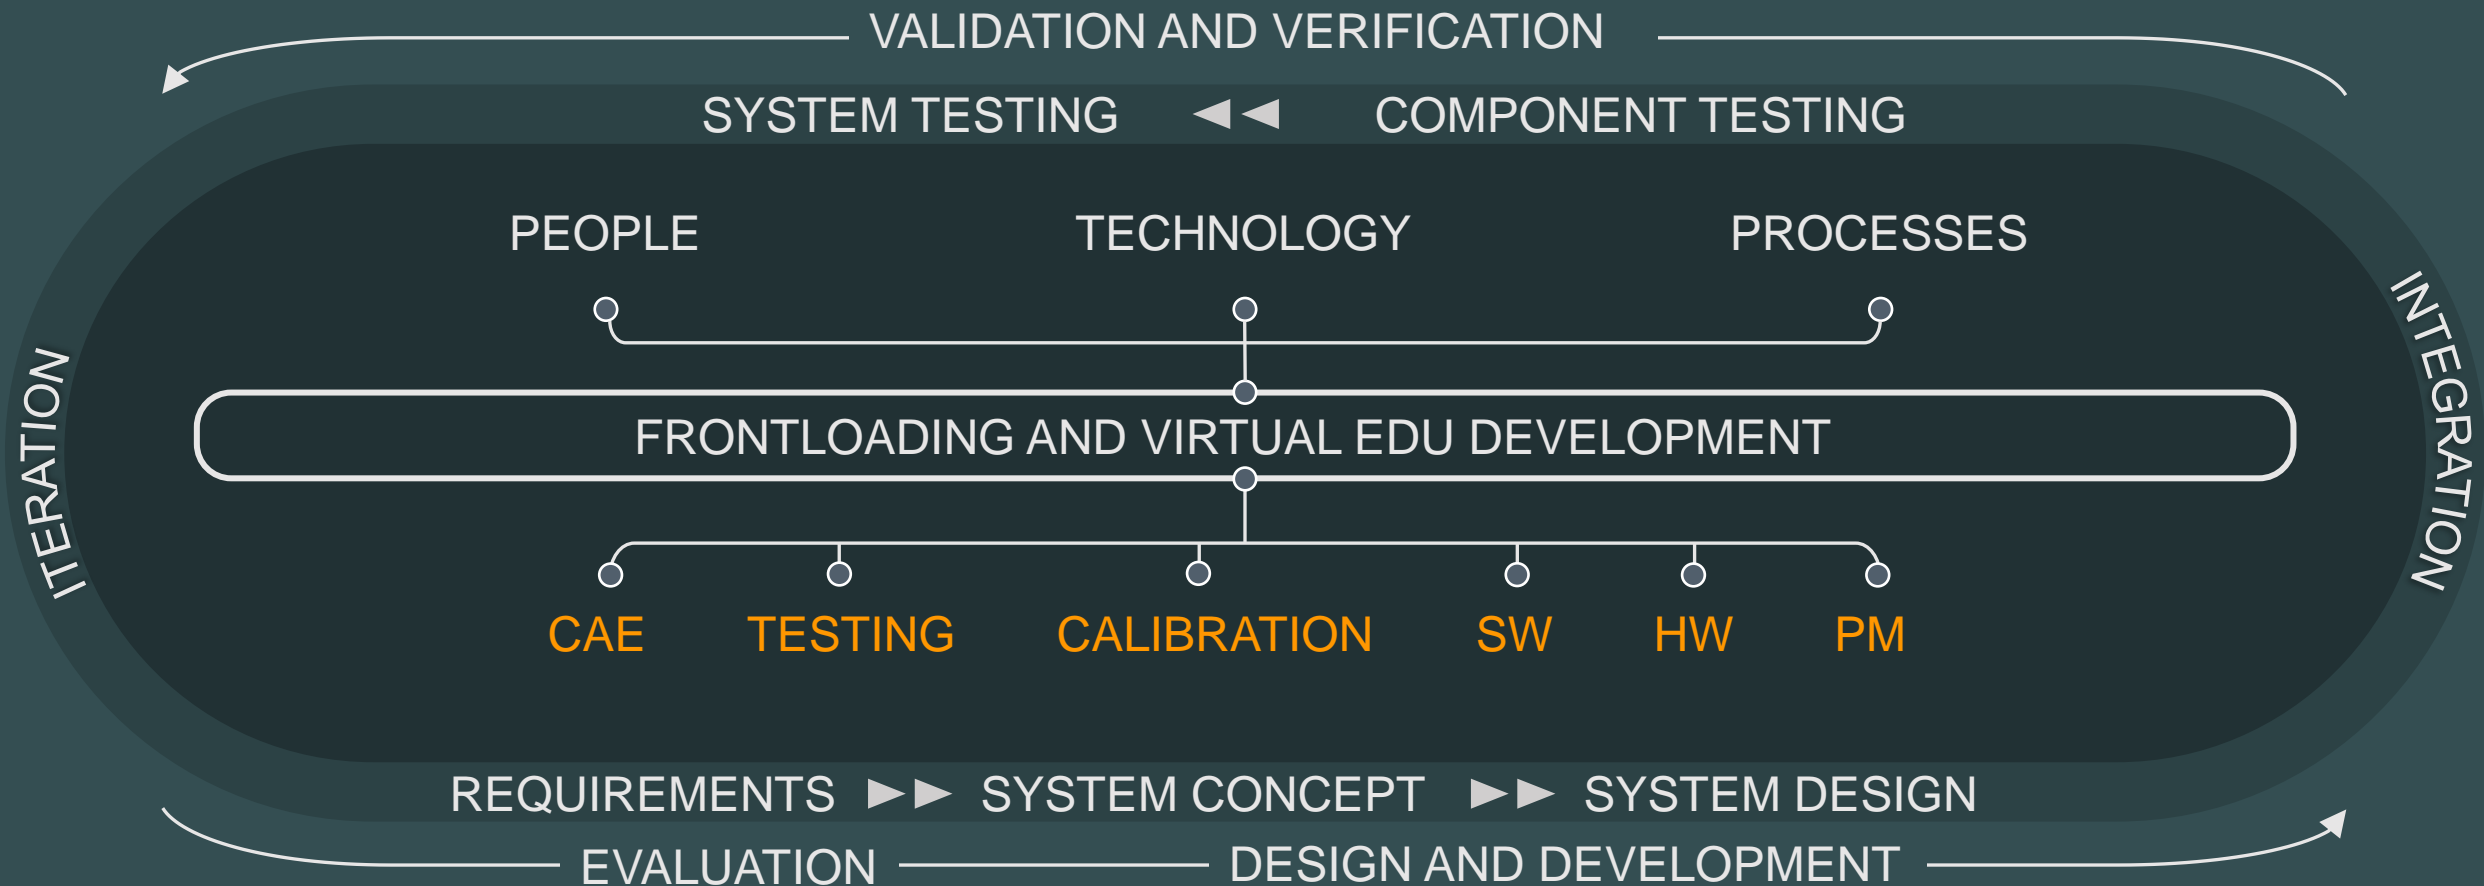 VALIDATION AND VERIFICATION
SYSTEM TESTING
COMPONENT TESTING
PEOPLE
TECHNOLOGY
PROCESSES
ITERATION
INTEGRATION
FRONTLOADING AND VIRTUAL EDU DEVELOPMENT
CAE
TESTING
CALIBRATION
SW
HW
PM
REQUIREMENTS
SYSTEM CONCEPT
SYSTEM DESIGN
EVALUATION
DESIGN AND DEVELOPMENT